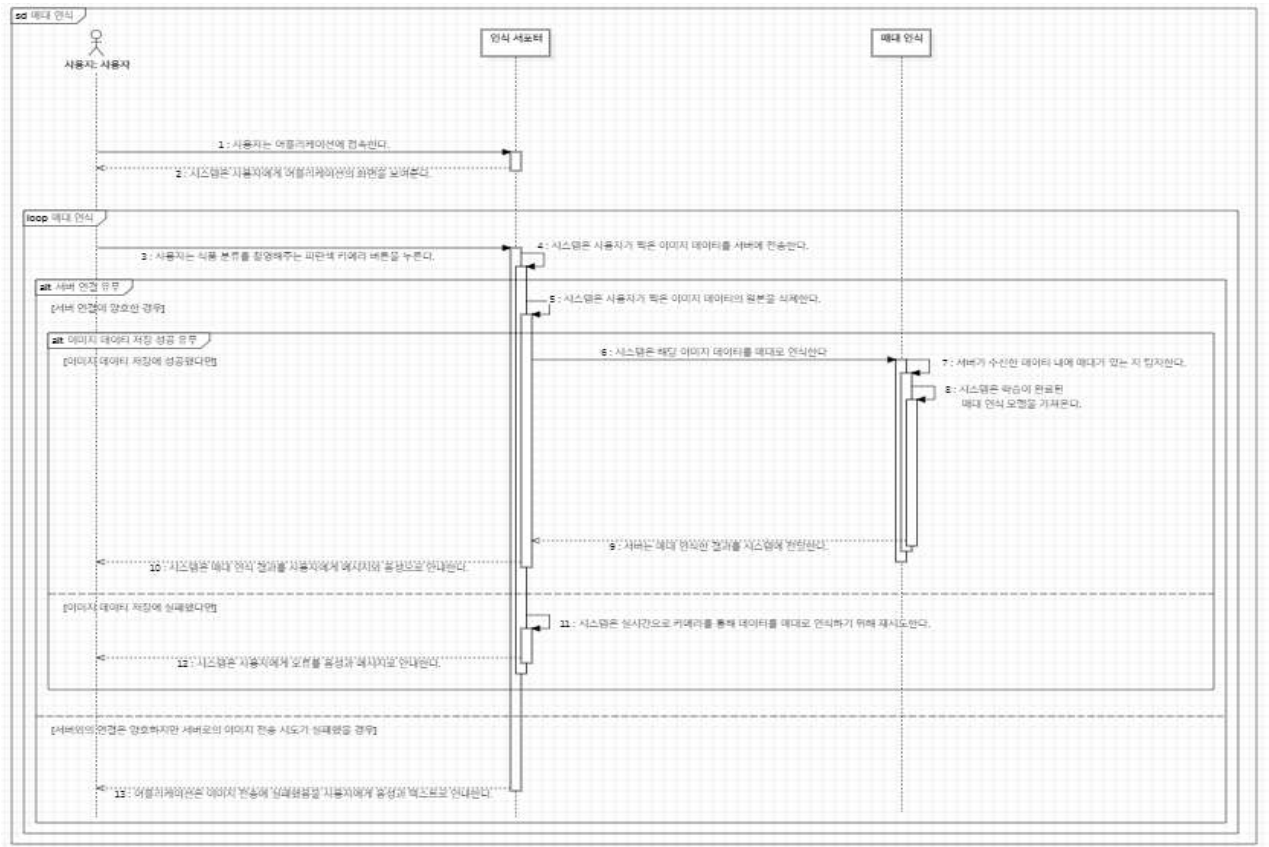 sd 매대 인식
인식 서포터
매대 인식
사용자: 사용자
1 : 사용자는 어플리케이션에 접속한다.
2 : 시스템은 사용자에게 어플리케이션의 화면을 보여준다.
loop 매대 인식
3 : 사용자는 식품 분류를 촬영해주는 파란색 카메라 버튼을 누른다.
4 : 시스템은 사용자가 찍은 이미지 데이터를 서버에 전송한다.
alt 서버 연결 유무
[서버 연결이 양호한 경우]
5 : 시스템은 사용자가 찍은 이미지 데이터의 원본을 삭제한다.
alt 이미지 데이터 저장 성공 유무
[이미지 데이터 저장에 성공했다면]
6 : 시스템은 해당 이미지 데이터를 매대로 인식한다
7 : 서버가 수신한 데이터 내에 매대가 있는 지 탐지한다.
8 : 시스템은 학습이 완료된
매대 인식 모델을 가져온다.
9 : 서버는 매대 인식한 결과를 시스템에 전달한다.
10 : 시스템은 매대 인식 결과를 사용자에게 메시지와 음성으로 안내한다.
[이미지 데이터 저장에 실패했다면]
11 : 시스템은 실시간으로 카메라를 통해 데이터를 매대로 인식하기 위해 재시도한다.
12 : 시스템은 사용자에게 오류를 음성과 메시지로 안내한다.
[서버와의 연결은 양호하지만 서버로의 이미지 전송 시도가 실패했을 경우]
13 : 어플리케이션은 이미지 전송에 실패했음을 사용자에게 음성과 텍스트로 안내한다.